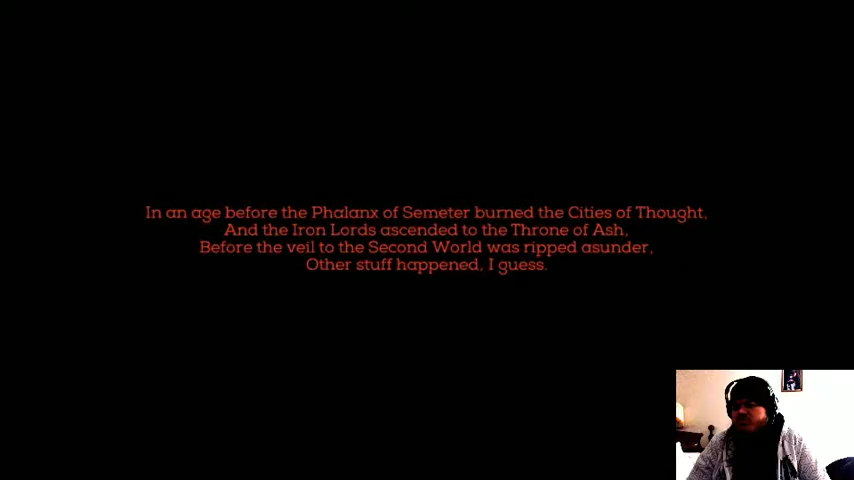 In an age before the Phalanx of Semeter burned the Cities of Thought,
And the Iron Lords ascended to the Throne of Ash,
Before the veil to the Second World was ripped asunder,
Other stuff happened, I guess.